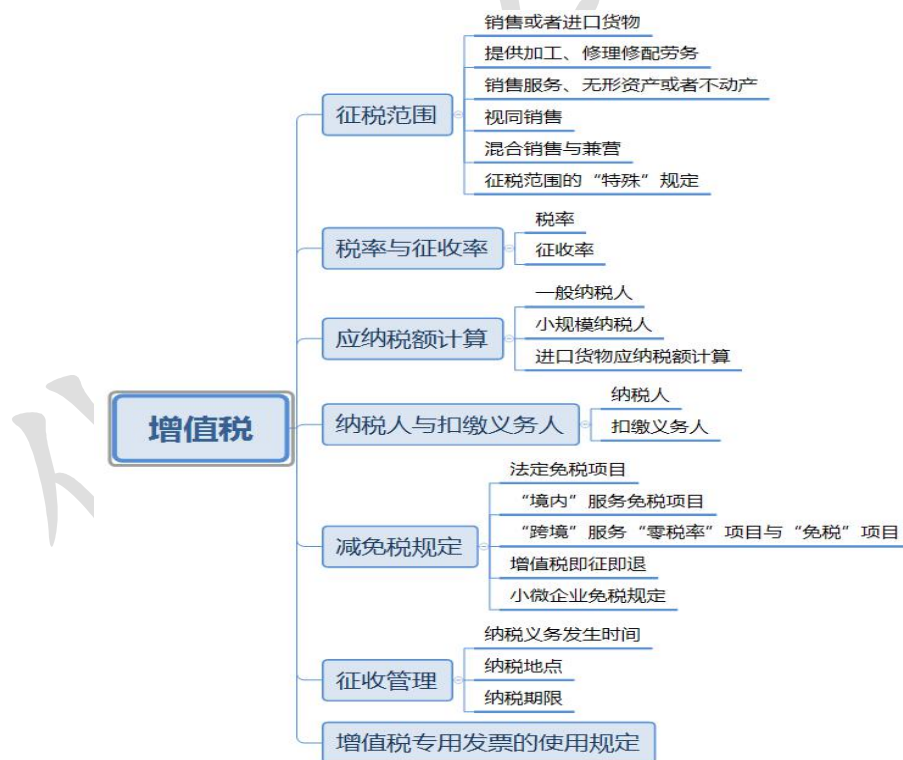 增值税
征税范围
销售或者进口货物
提供加工、修理修配劳务
销售服务、无形资产或者不动产
视同销售
混合销售与兼营
征税范围的“特殊”规定
税率与征收率
税率
征收率
应纳税额计算
一般纳税人
小规模纳税人
进口货物应纳税额计算
纳税人与扣缴义务人
纳税人
扣缴义务人
减免税规定
法定免税项目
“境内”服务免税项目
“跨境”服务“零税率”项目与“免税”项目
增值税即征即退
小微企业免税规定
征收管理
纳税义务发生时间
纳税地点
纳税期限
增值税专用发票的使用规定